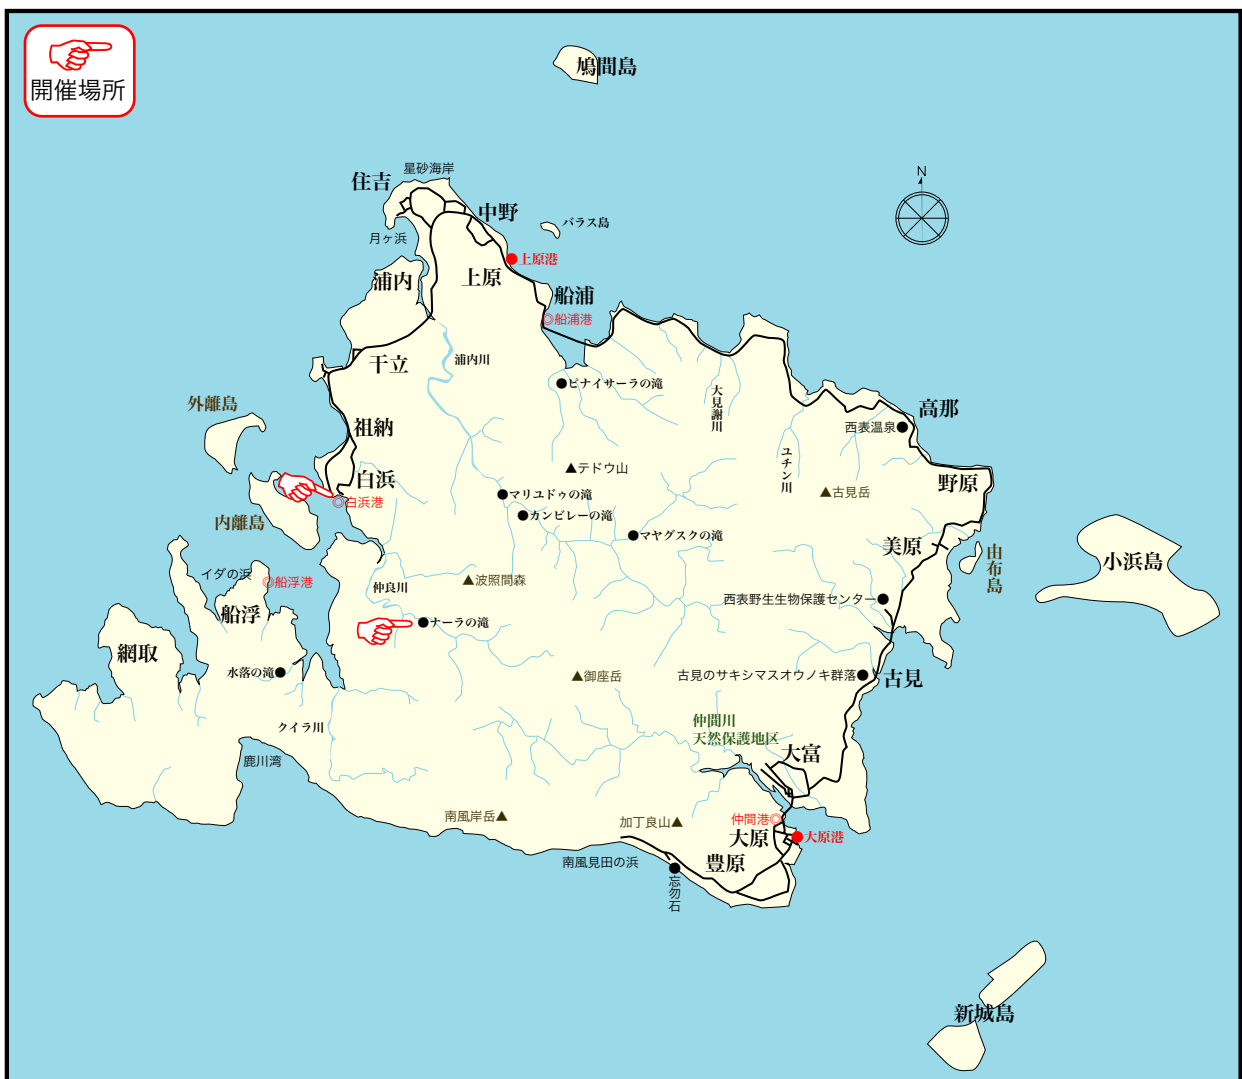 開催場所
鳩間島
星砂海岸
住吉
中野
バラス島
N
月ヶ浜
上原港
浦内
上原
船浦
◎船浦港
浦内川
干立
ピナイサーラの滝
大見謝川
外離島
高那
祖納
西表温泉
ユチン川
白浜
▲テドウ山
野原
◎白浜港
マリユドゥの滝
▲古見岳
内離島
カンビレーの滝
マヤグスクの滝
美原
由布島
小浜島
イダの浜
◎船浮港
仲良川
▲波照間森
西表野生生物保護センター
船浮
ナーラの滝
網取
水落の滝
▲御座岳
古見のサキシマスオウノキ群落
古見
クイラ川
仲間川
天然保護地区
大富
鹿川湾
南風岸岳▲
加丁良山▲
仲間港◎
大原
大原港
南風見田の浜
豊原
忘勿石
新城島